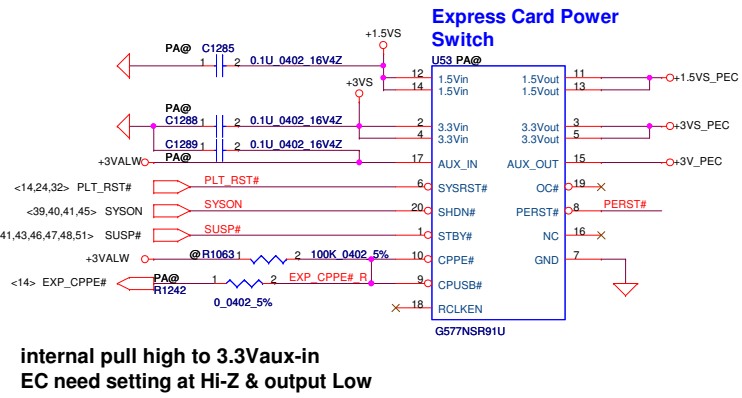 Express Card Power
Switch
+1.5VS
PA@ C1285
1 2 0.1U_0402_16V4Z
U53 PA@
+3VS
12 1.5Vin 1.5Vout 11 +1.5VS_PEC
14 1.5Vin 1.5Vout 13
PA@
C1288 1 2 0.1U_0402_16V4Z
2 3.3Vin 3.3Vout 3 +3VS_PEC
4 3.3Vin 3.3Vout 5
C1289 1 2 0.1U_0402_16V4Z
PA@
+3VALW 17 AUX_IN AUX_OUT 15 +3V_PEC
<14,24,32> PLT_RST# PLT_RST# 6 SYSRST# OC# 19
<39,40,41,45> SYSON SYSON 20 SHDN# PERST# 8 PERST#
41,43,46,47,48,51> SUSP# SUSP# 1 STBY# NC 16
+3VALW @ R1063 1 2 100K_0402_5% 10 CPPE# GND 7
<14> EXP_CPPE# PA@ R1242 1 2 EXP_CPPE#_R 9 CPUSB#
0_0402_5%
18 RCLKEN
G577NSR91U
internal pull high to 3.3Vaux-in
EC need setting at Hi-Z & output Low